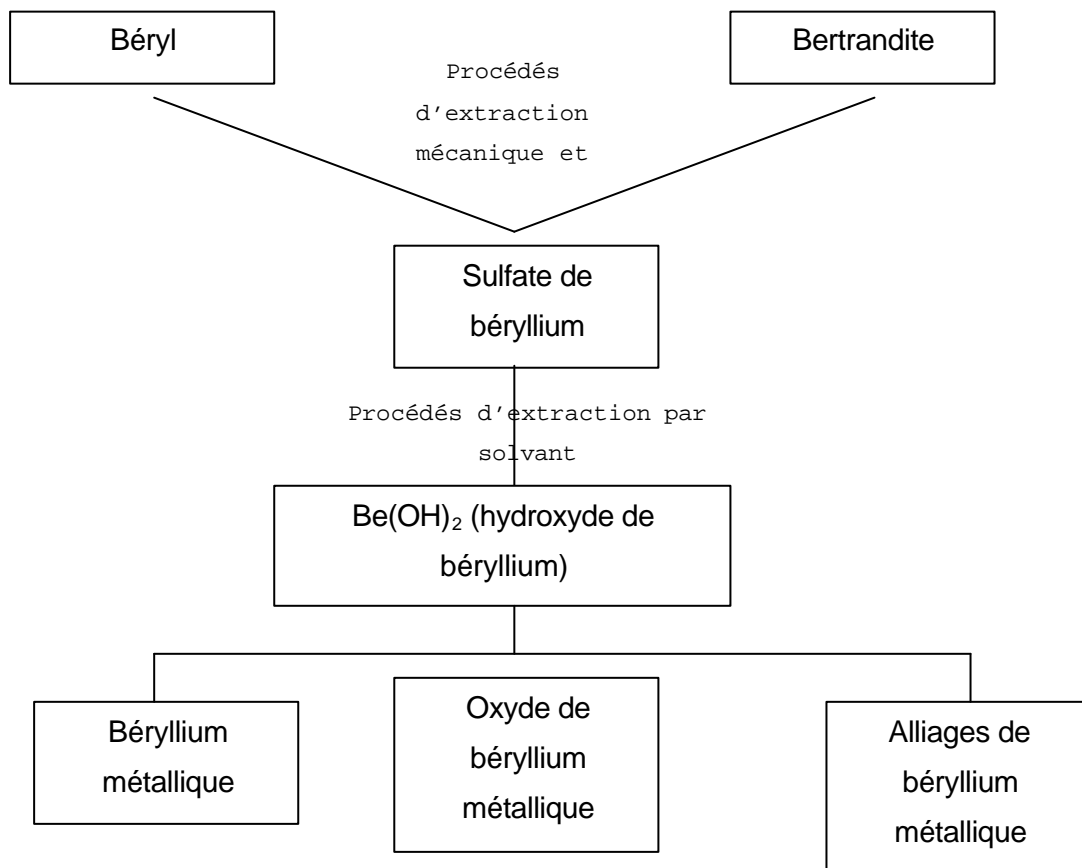 Béryl
Bertrandite
Procédés
d'extraction
mécanique et
Sulfate de
béryllium
Procédés d'extraction par
solvant
Be(OH)₂ (hydroxyde de
béryllium)
Béryllium
métallique
Oxyde de
béryllium
métallique
Alliages de
béryllium
métallique